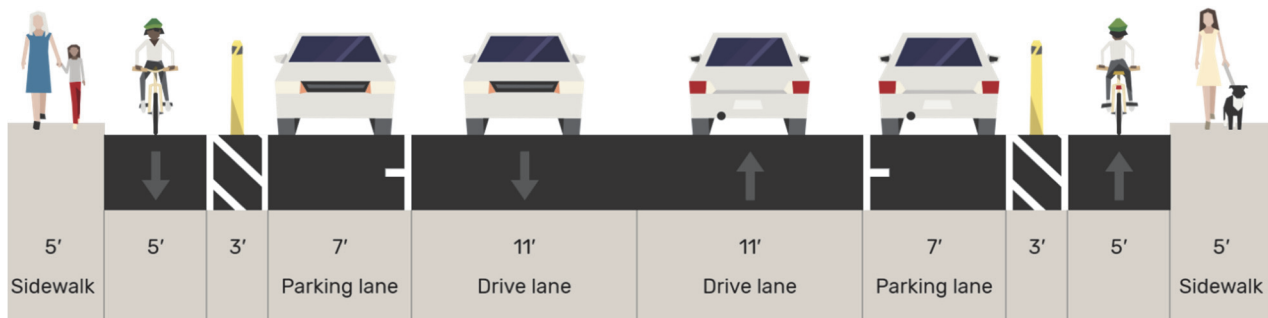 5′ 5′ 3′ 7′ 11′ 11′ 7′ 3′ 5′ 5′
Sidewalk Parking lane Drive lane Drive lane Parking lane Sidewalk